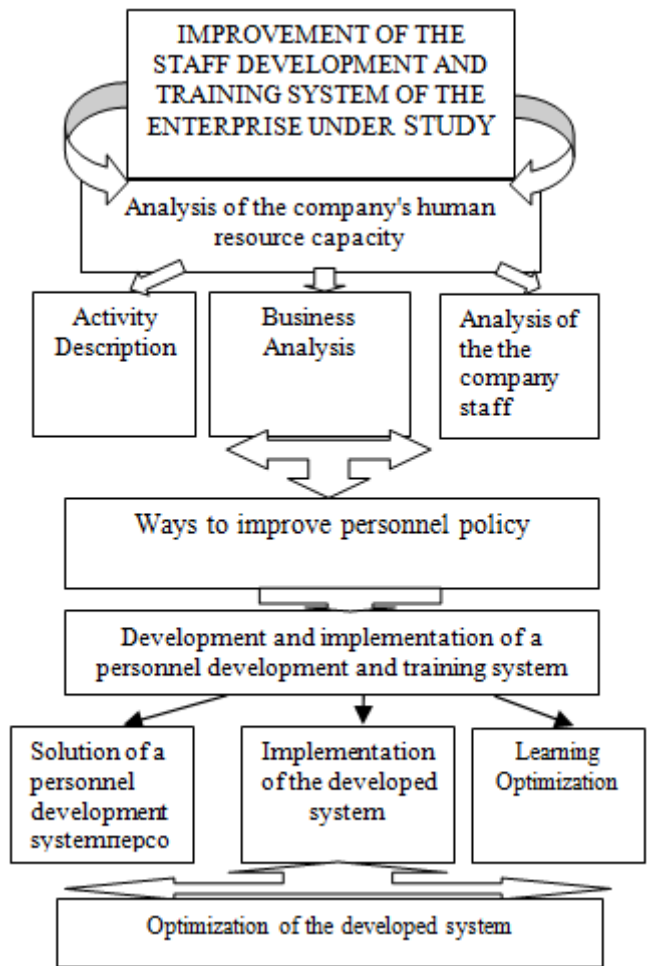 IMPROVEMENT OF THE
STAFF DEVELOPMENT AND
TRAINING SYSTEM OF THE
ENTERPRISE UNDER STUDY
Analysis of the company's human
resource capacity
Activity
Description
Business
Analysis
Analysis of
the the
company
staff
Ways to improve personnel policy
Development and implementation of a
personnel development and training system
Solution of a
personnel
development
systemперсо
Implementation
of the developed
system
Learning
Optimization
Optimization of the developed system